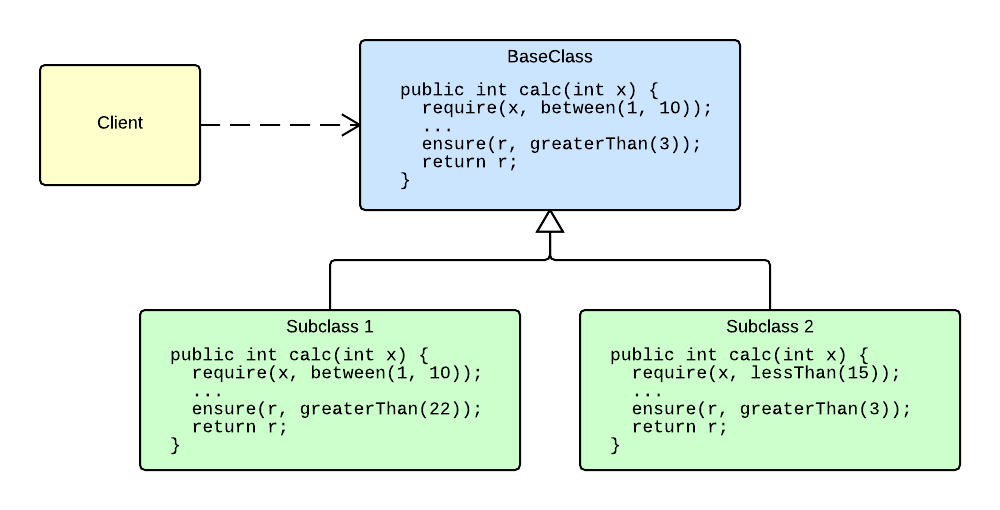 BaseClass
public int calc(int x) {
require(x, between(1, 10));
...
ensure(r, greaterThan(3));
return r;
}
Client
Subclass 1
public int calc(int x) {
require(x, between(1, 10));
...
ensure(r, greaterThan(22));
return r;
}
Subclass 2
public int calc(int x) {
require(x, lessThan(15));
...
ensure(r, greaterThan(3));
return r;
}